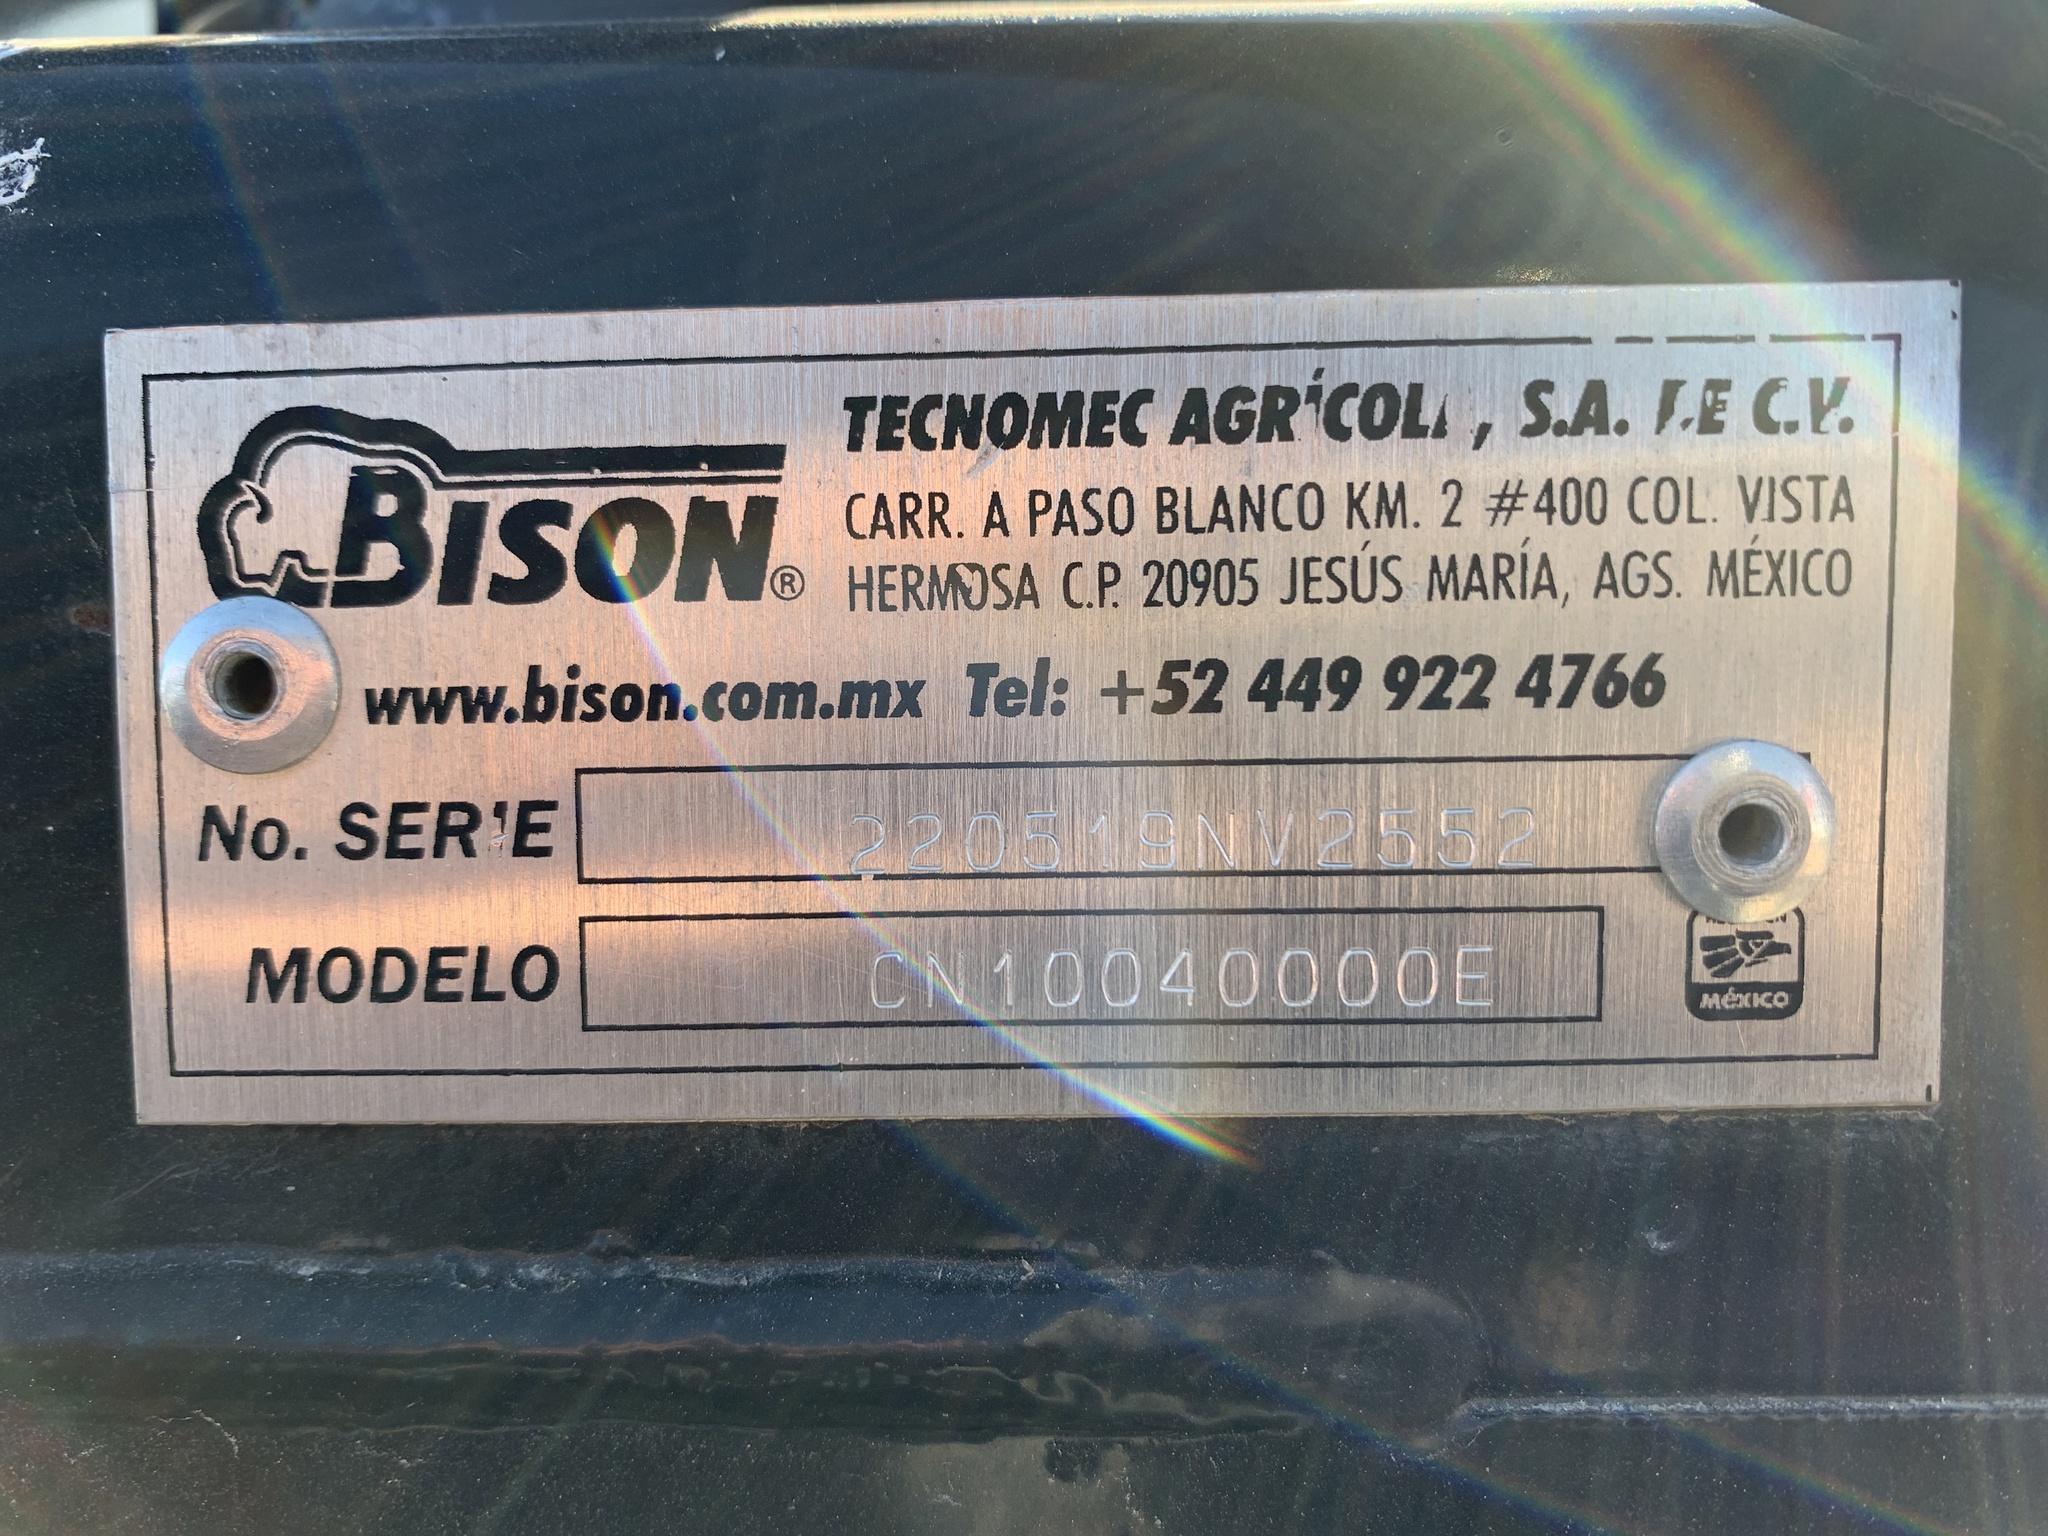 BISON®
TECNOMEC AGRÍCOLA, S.A. DE C.V.
CARR. A PASO BLANCO KM. 2 #400 COL. VISTA
HERMOSA C.P. 20905 JESÚS MARÍA, AGS. MÉXICO
www.bison.com.mx Tel: +52 449 922 4766
No. SERIE 220519NV2552
MODELO CN10040000E
MÉXICO